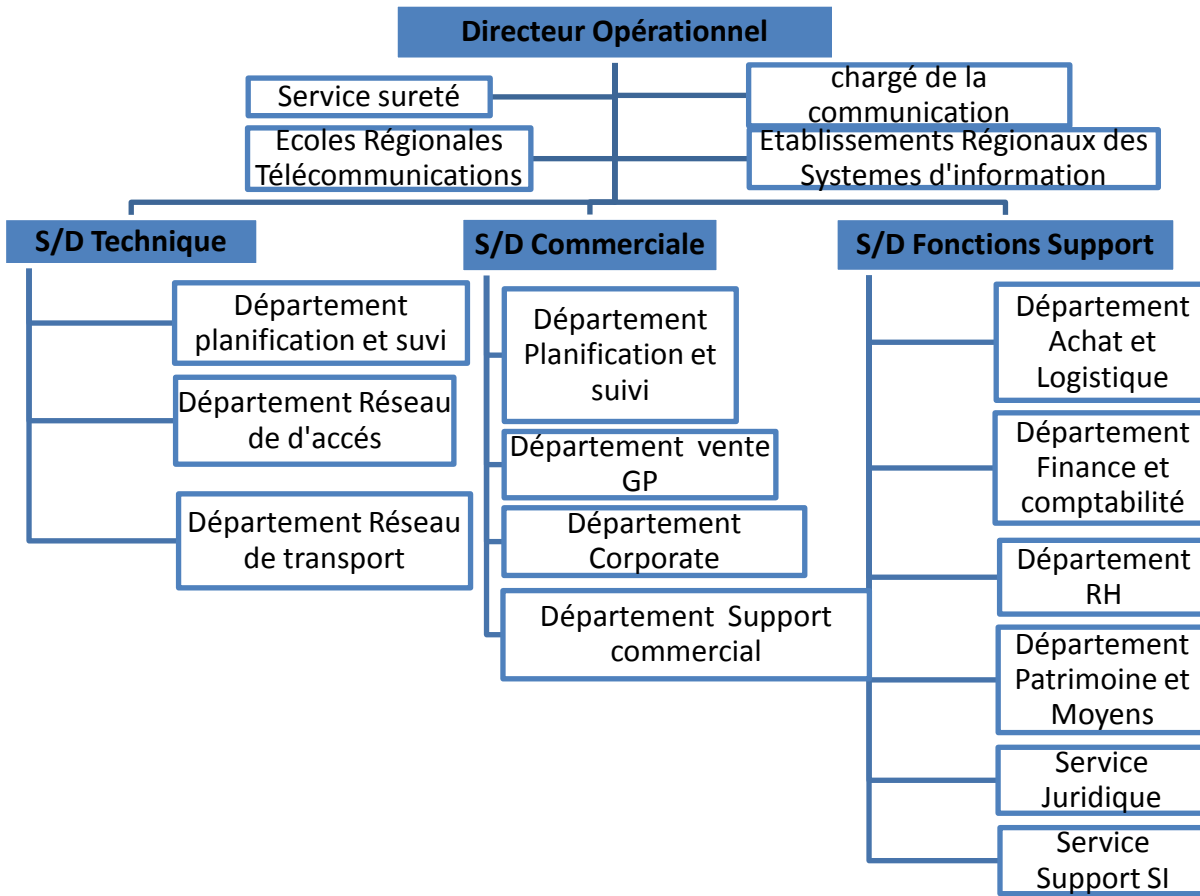 Directeur Opérationnel
Service sureté
chargé de la
communication
Ecoles Régionales
Télécommunications
Etablissements Régionaux des
Systemes d'information
S/D Technique
Département
planification et suvi
Département Réseau
de d'accés
Département Réseau
de transport
S/D Commerciale
Département
Planification et
suivi
Département vente
GP
Département
Corporate
Département Support
commercial
S/D Fonctions Support
Département
Achat et
Logistique
Département
Finance et
comptabilité
Département
RH
Département
Patrimoine et
Moyens
Service
Juridique
Service
Support SI